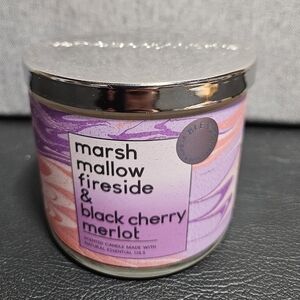 marsh
mallow
fireside
&
black cherry
merlot
SCENTED CANDLE MADE WITH
NATURAL ESSENTIAL OILS